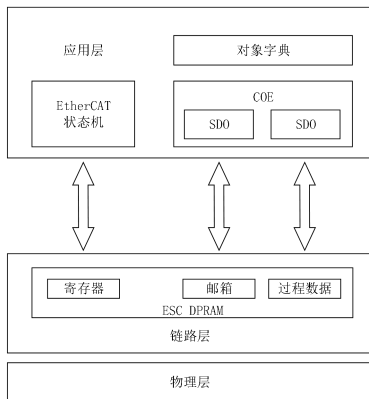 应用层
对象字典
EtherCAT
状态机
COE
SDO
SDO
寄存器
邮箱
过程数据
ESC DPRAM
链路层
物理层